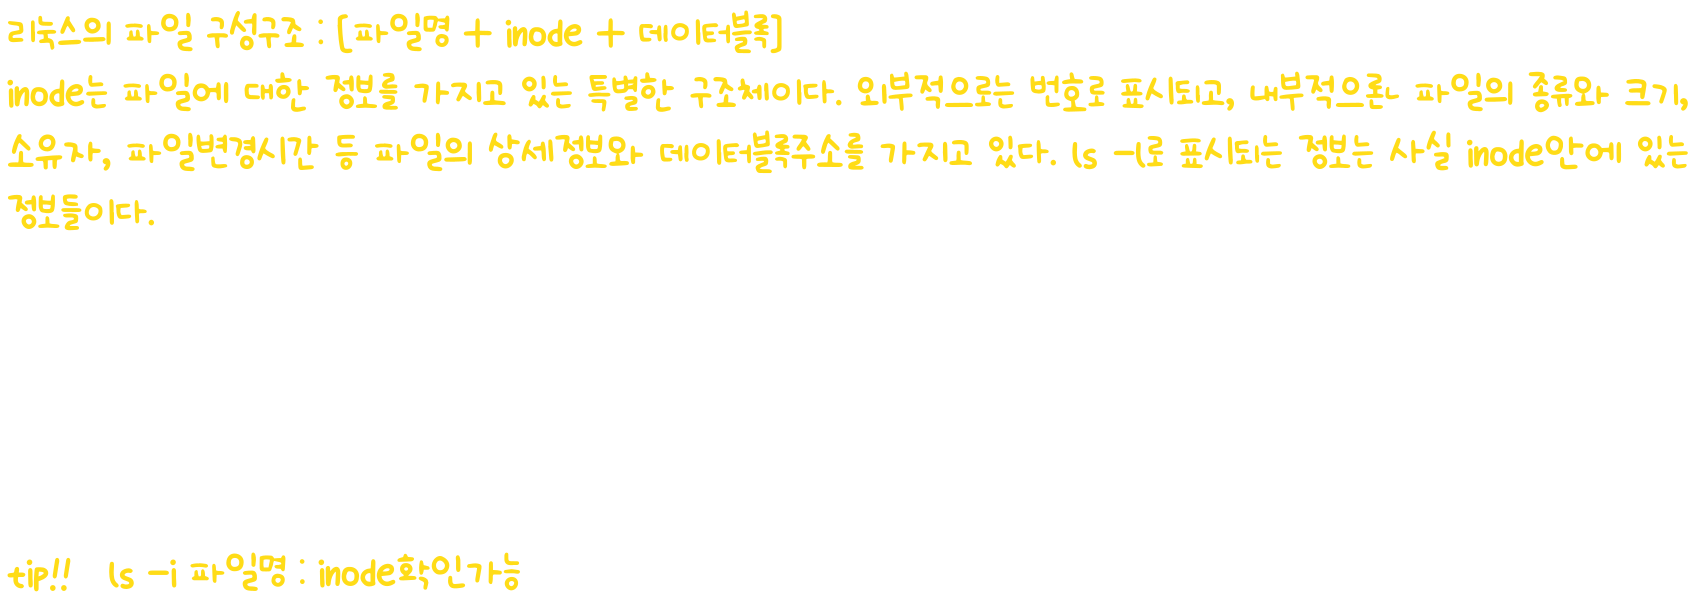 리눅스의 파일 구성구조 : [파일명 + inode + 데이터블록]
inode는 파일에 대한 정보를 가지고 있는 특별한 구조체이다. 외부적으로는 번호로 표시되고, 내부적으론ㄴ 파일의 종류와 크기,
소유자, 파일변경시간 등 파일의 상세정보와 데이터블록주소를 가지고 있다. ls -l로 표시되는 정보는 사실 inode안에 있는
정보들이다.
tip!! ls -i 파일명 : inode확인가능